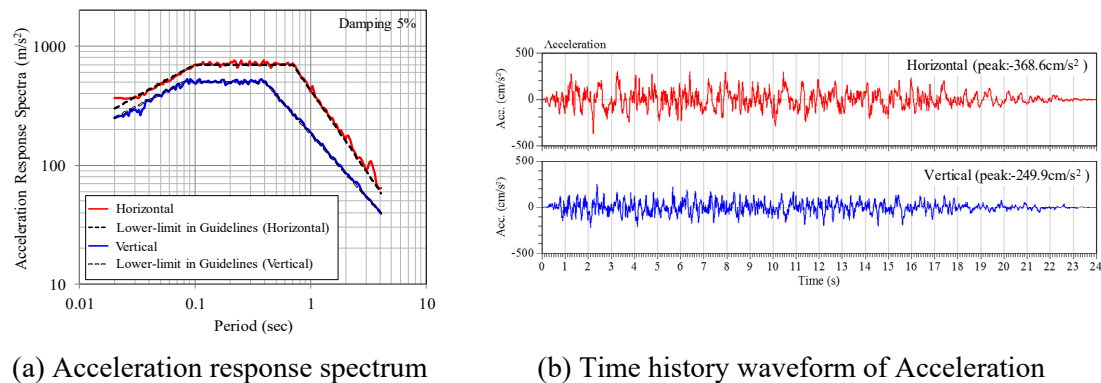 Damping 5%
1000
100
10
0.01
0.1
1
10
Acceleration Response Spectra (m/s²)
Period (sec)
Horizontal
Lower-limit in Guidelines (Horizontal)
Vertical
Lower-limit in Guidelines (Vertical)
(a) Acceleration response spectrum
Acceleration
500
0
-500
Acc. (cm/s²)
Horizontal (peak:-368.6cm/s² )
500
0
-500
Acc. (cm/s²)
Vertical (peak:-249.9cm/s² )
0 1 2 3 4 5 6 7 8 9 10 11 12 13 14 15 16 17 18 19 20 21 22 23 24
Time (s)
(b) Time history waveform of Acceleration